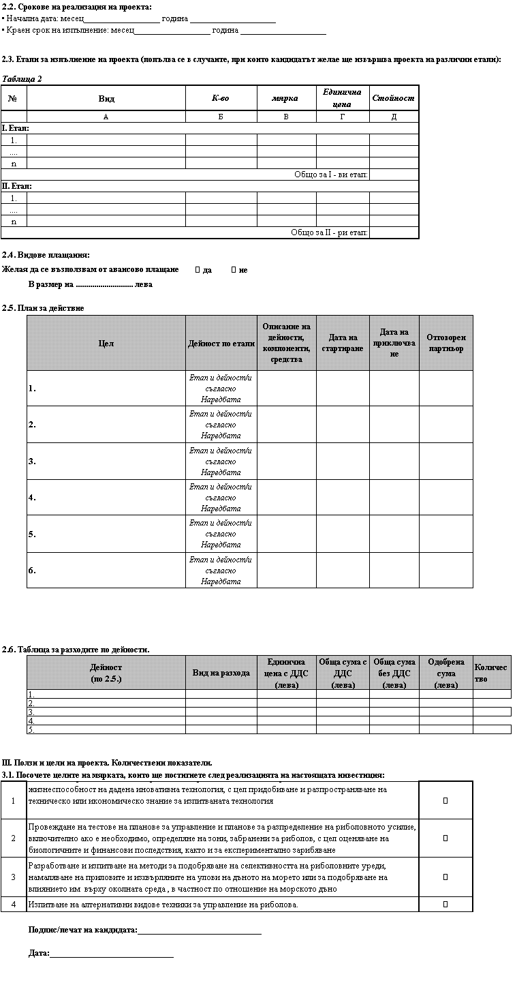 2.2. Срокове на реализация на проекта:
• Начална дата: месец__________________ година ____________________
• Краен срок на изпълнение: месец__________________ година ____________________
2.3. Етапи за изпълнение на проекта (попълва се в случаите, при които кандидатът желае ще извършва проекта на различни етапи):
Таблица 2
№ Вид К-во мярка Единична цена Стойност
А Б В Г Д
I. Етап:
1.
....
n
Общо за I - ви етап:
II. Етап:
1.
....
n
Общо за II - ри етап:
2.4. Видове плащания:
Желая да се възползвам от авансово плащане да не
В размер на ............................ лева
2.5. План за действие
Цел Дейност по етапи Описание на дейности, компоненти, средства Дата на стартиране Дата на приключва не Отговорен партньор
1. Етап и дейност/и съгласно Наредбата
2. Етап и дейност/и съгласно Наредбата
3. Етап и дейност/и съгласно Наредбата
4. Етап и дейност/и съгласно Наредбата
5. Етап и дейност/и съгласно Наредбата
6. Етап и дейност/и съгласно Наредбата
2.6. Таблица за разходите по дейности.
Дейност (по 2.5.) Вид на разхода Единична цена с ДДС (лева) Обща сума с ДДС (лева) Обща сума без ДДС (лева) Одобрена сума (лева) Количес тво
1.
2.
3.
4.
5.
III. Ползи и цели на проекта. Количествени показатели.
3.1. Посочете целите на мярката, които ще постигнете след реализацията на настоящата инвестиция:
1 жизнеспособност на дадена иновативна технология, с цел придобиване и разпространяване на
техническо или икономическо знание за изпитваната технология
2 Провеждане на тестове на планове за управление и планове за разпределение на риболовното усилие,
включително ако е необходимо, определяне на зони, забранени за риболов, с цел оценяване на
биологичните и финансови последствия, както и за експериментално зарибяване
3 Разработване и изпитване на методи за подобряване на селективността на риболовните уреди,
намаляване на приловите и изхвърляните на улови на дъното на морето или за подобряване на
влиянието им върху околната среда , в частност по отношение на морското дъно
4 Изпитване на алтернативни видове техники за управление на риболова.
Подпис/печат на кандидата:_____________________________
Дата:_____________________________